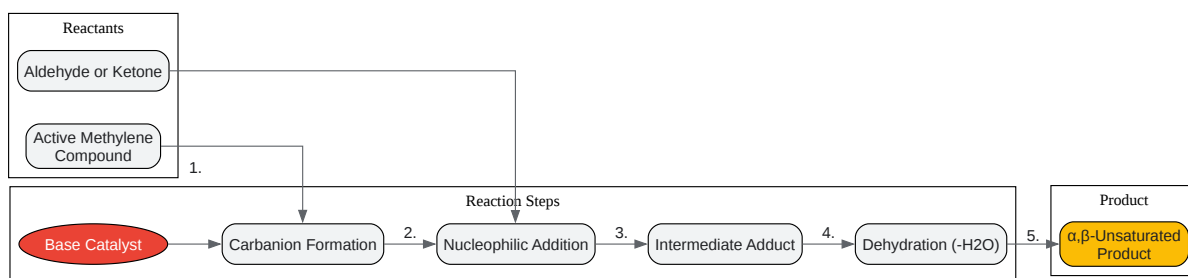 Reactants
Aldehyde or Ketone
Active Methylene
Compound
1.
Reaction Steps
Base Catalyst
Carbanion Formation
2.
Nucleophilic Addition
3.
Intermediate Adduct
4.
Dehydration (-H2O)
5.
Product
α,β-Unsaturated
Product